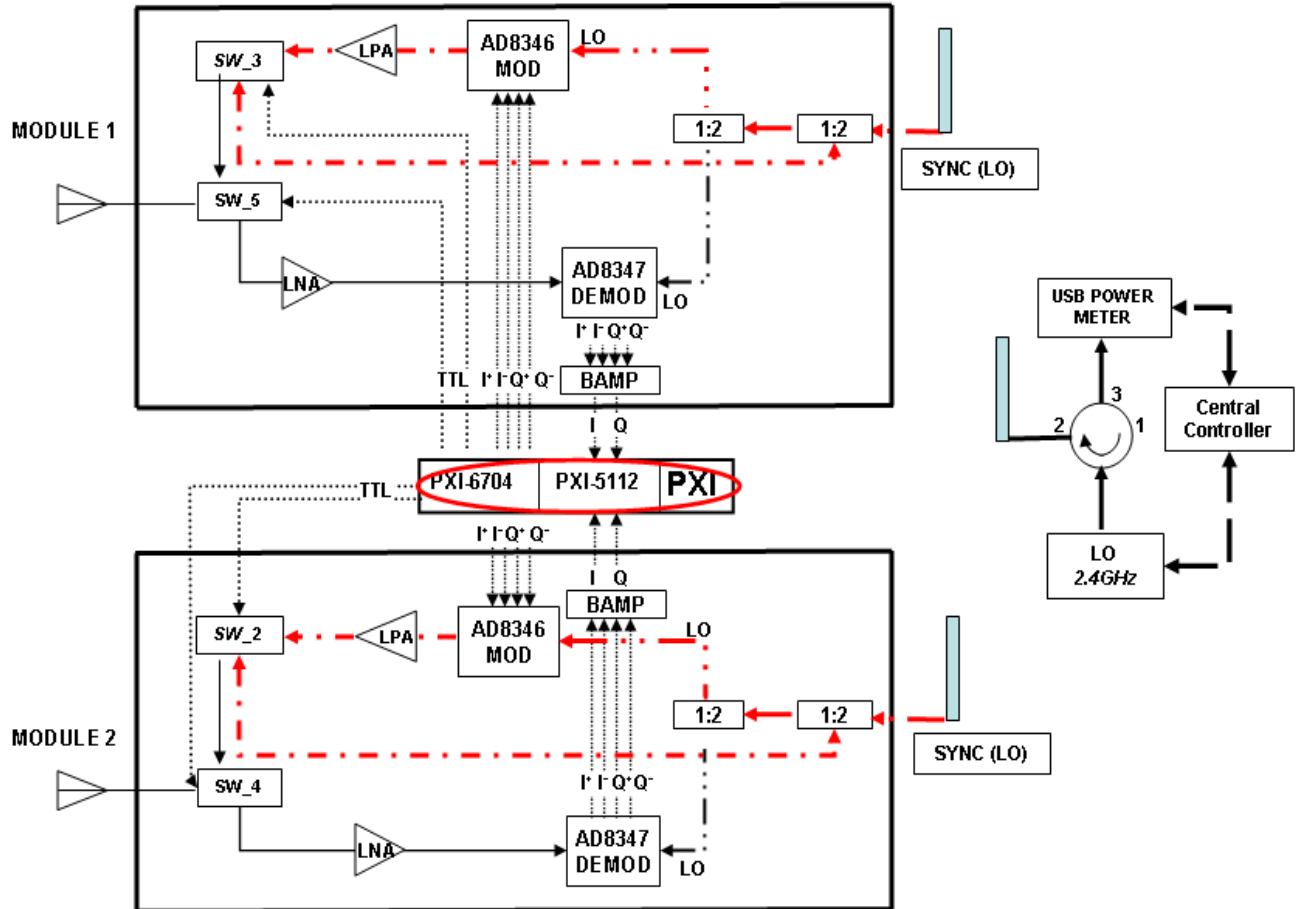 MODULE 1
SW_3
LPA
AD8346
MOD
LO
1:2
1:2
SYNC (LO)
SW_5
LNA
AD8347
DEMOD
LO
I⁺ I⁻ Q⁺ Q⁻
BAMP
TTL
I⁺ I⁻ Q⁺ Q⁻
I Q
PXI-6704
PXI-5112
PXI
TTL
I⁺ I⁻ Q⁺ Q⁻
I Q
BAMP
MODULE 2
SW_2
LPA
AD8346
MOD
LO
1:2
1:2
SYNC (LO)
SW_4
LNA
I⁺ I⁻ Q⁺ Q⁻
AD8347
DEMOD
LO
USB POWER
METER
3
2
1
Central
Controller
LO
2.4GHz